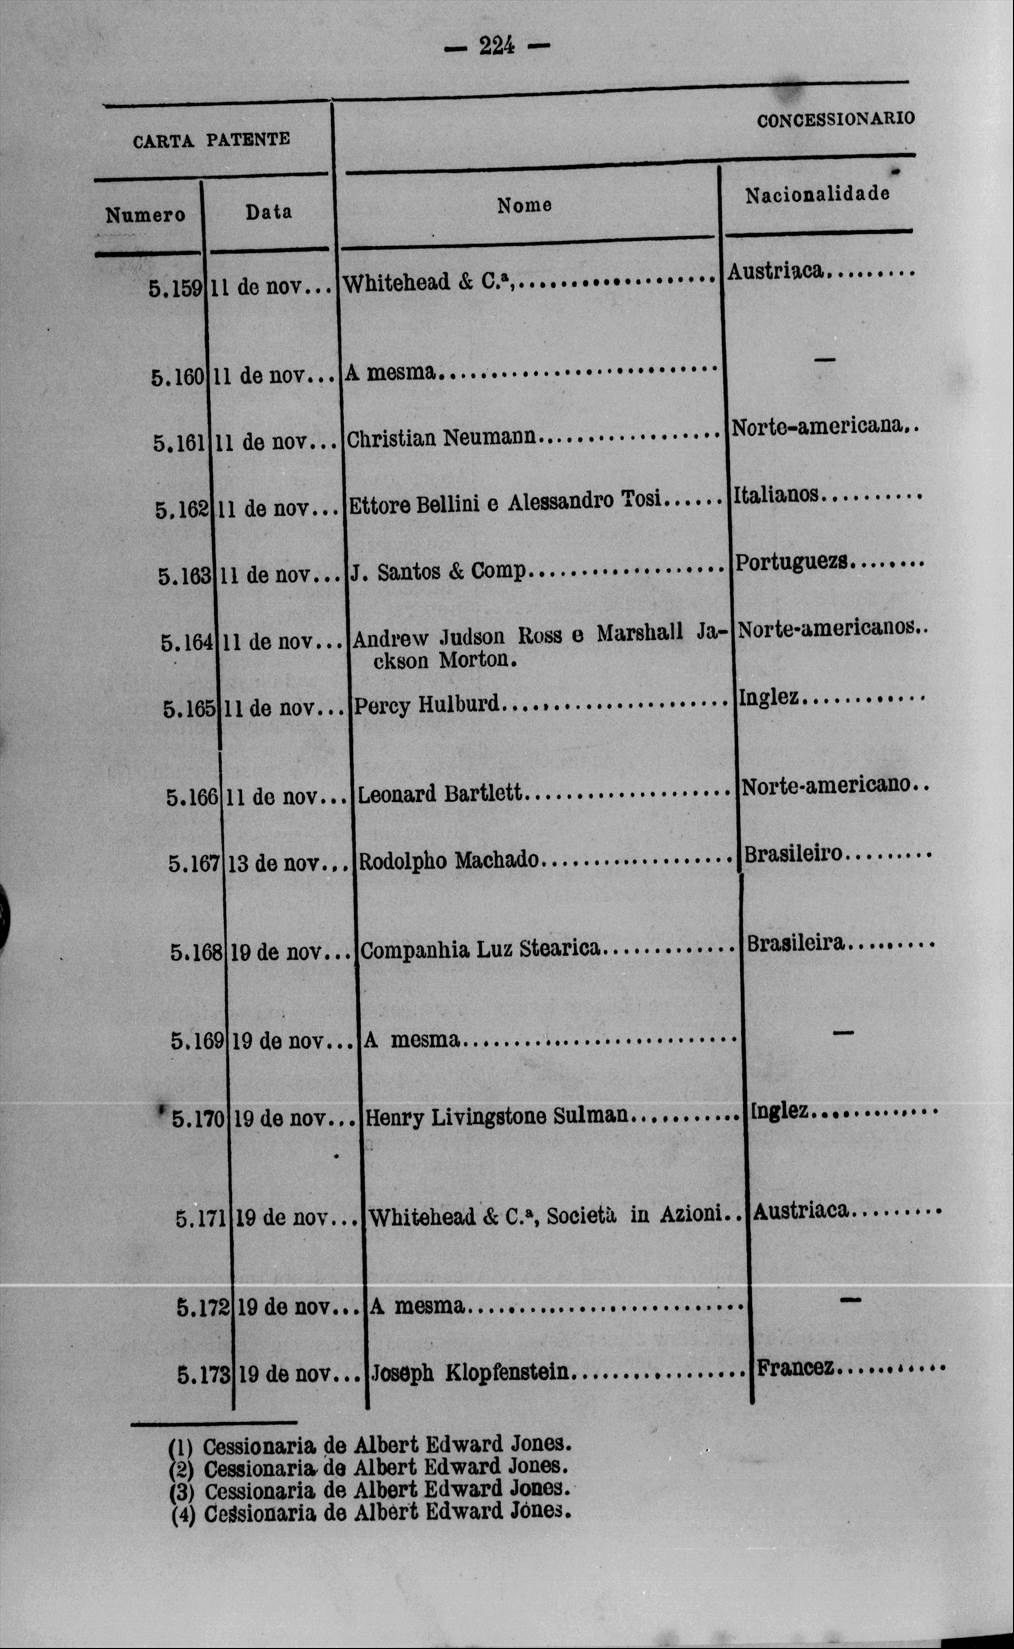 — 224 —
CARTA PATENTE CONCESSIONARIO
Numero Data Nome Nacionalidade
5.159 11 de nov... Whitehead & C.ª,................... Austriaca.........
5.160 11 de nov... A mesma........................... —
5.161 11 de nov... Christian Neumann.................. Norte-americana..
5.162 11 de nov... Ettore Bellini e Alessandro Tosi...... Italianos..........
5.163 11 de nov... J. Santos & Comp................... Portuguezs........
5.164 11 de nov... Andrew Judson Ross e Marshall Ja- Norte-americanos..
ckson Morton.
5.165 11 de nov... Percy Hulburd...................... Inglez............
5.166 11 de nov... Leonard Bartlett.................... Norte-americano..
5.167 13 de nov... Rodolpho Machado................... Brasileiro.........
5.168 19 de nov... Companhia Luz Stearica............. Brasileira.........
5.169 19 de nov... A mesma........................... —
5.170 19 de nov... Henry Livingstone Sulman........... Inglez............
5.171 19 de nov... Whitehead & C.ª, Società in Azioni.. Austriaca.........
5.172 19 de nov... A mesma........................... —
5.173 19 de nov... Joseph Klopfenstein................. Francez...........
(1) Cessionaria de Albert Edward Jones.
(2) Cessionaria de Albert Edward Jones.
(3) Cessionaria de Albert Edward Jones.
(4) Cessionaria de Albert Edward Jones.